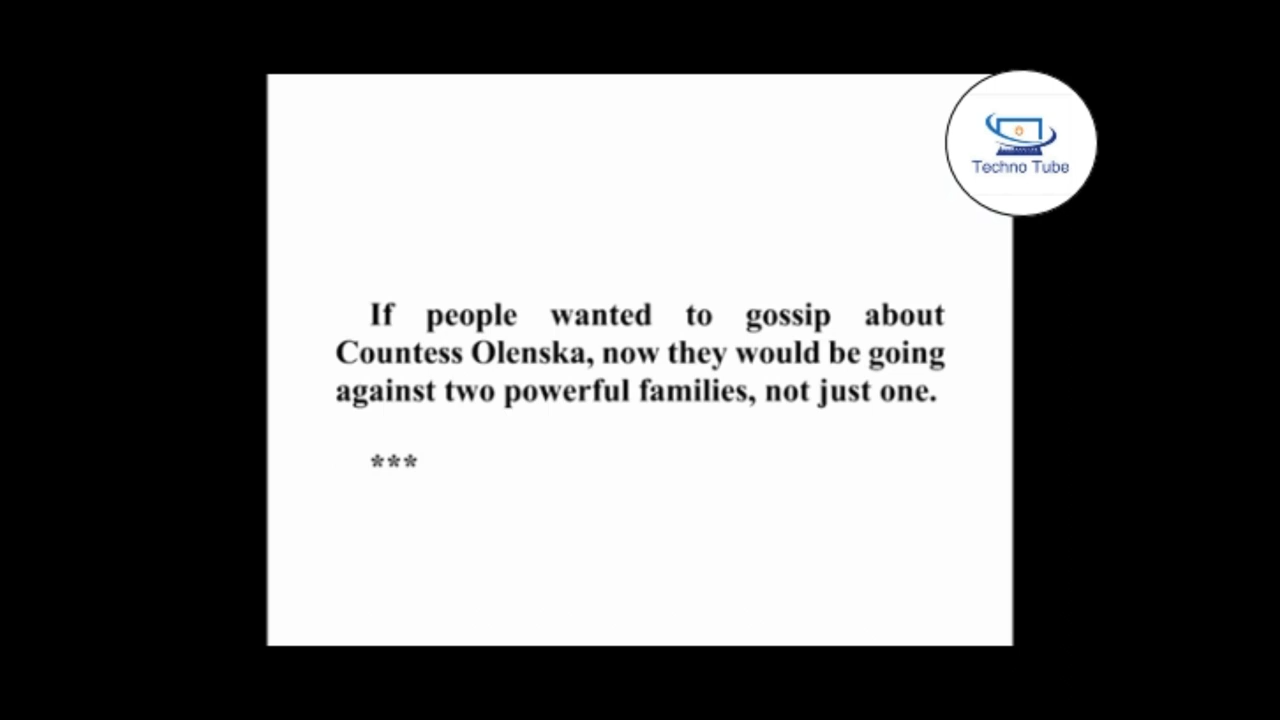 Techno Tube
If people wanted to gossip about
Countess Olenska, now they would be going
against two powerful families, not just one.
***